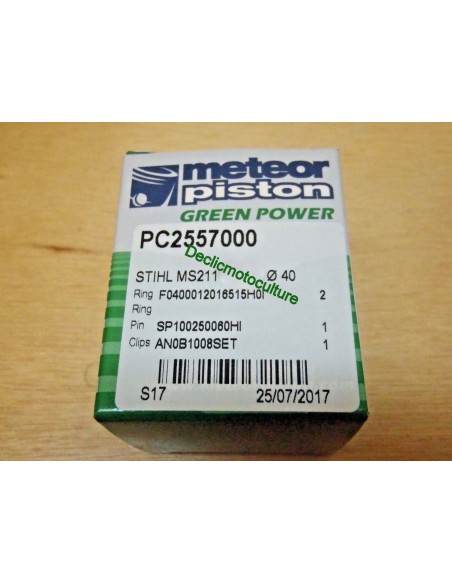 meteor
piston
GREEN POWER
PC2557000
Declicmotoculture
STIHL MS211 Ø 40
Ring F0400012016515H0I 2
Ring
Pin SP100250060HI 1
Clips AN0B1008SET 1
S17 25/07/2017